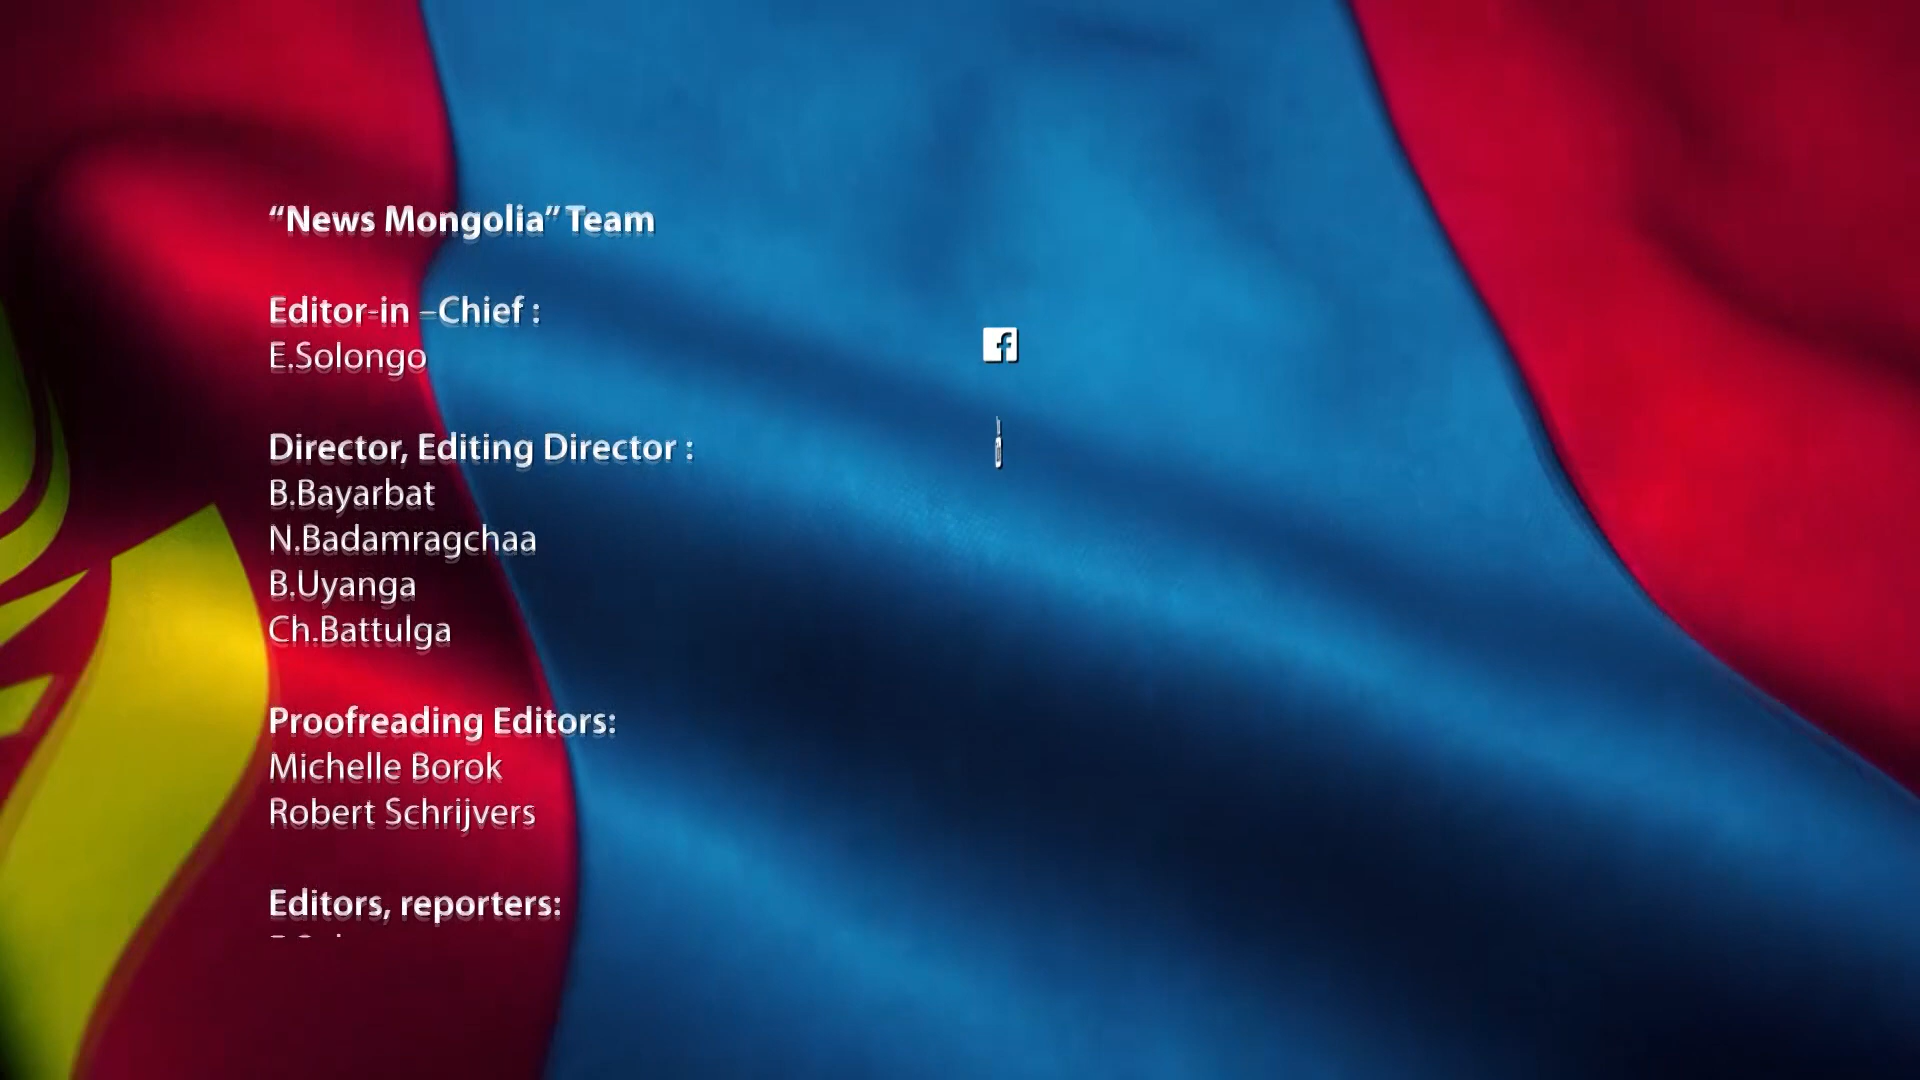 “News Mongolia” Team
Editor-in –Chief :
E.Solongo
Director, Editing Director :
B.Bayarbat
N.Badamragchaa
B.Uyanga
Ch.Battulga
Proofreading Editors:
Michelle Borok
Robert Schrijvers
Editors, reporters: